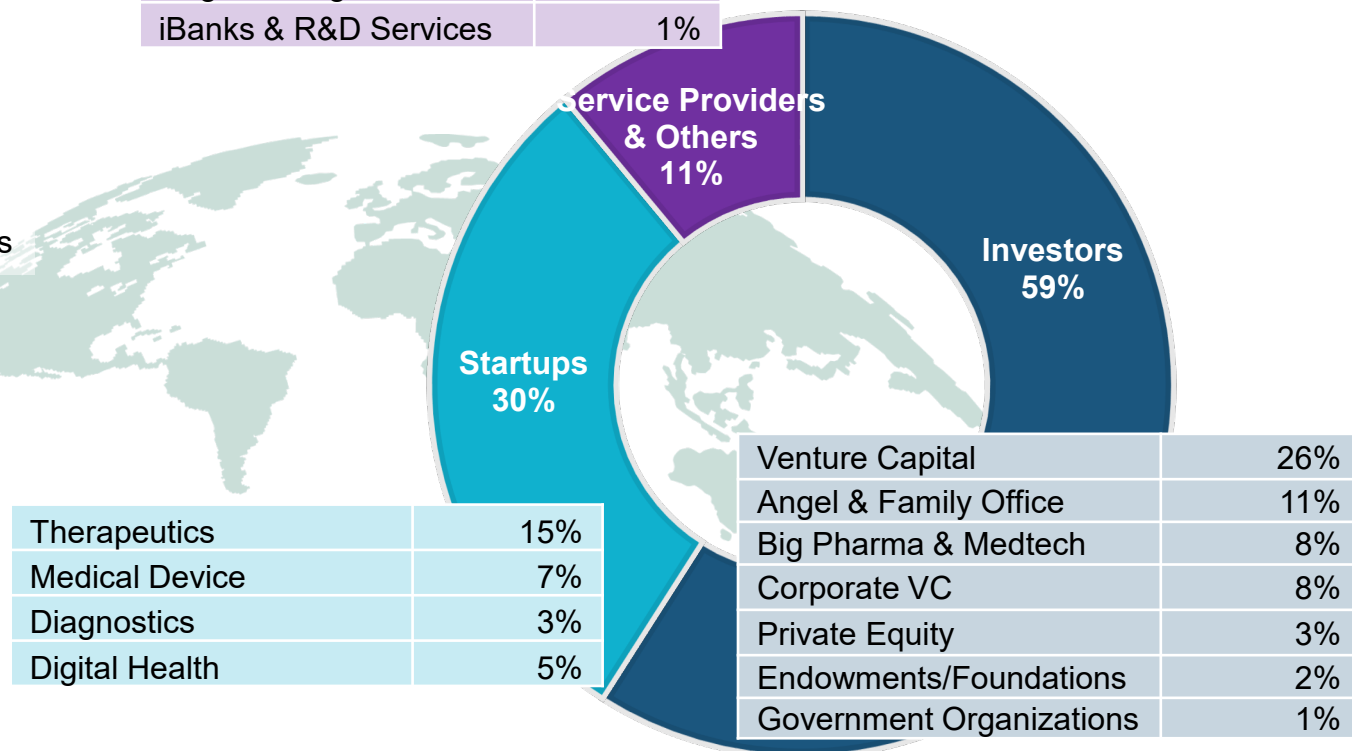 iBanks & R&D Services 1%
Service Providers
& Others
11%
Investors
59%
s
Startups
30%
Therapeutics 15%
Medical Device 7%
Diagnostics 3%
Digital Health 5%
Venture Capital 26%
Angel & Family Office 11%
Big Pharma & Medtech 8%
Corporate VC 8%
Private Equity 3%
Endowments/Foundations 2%
Government Organizations 1%